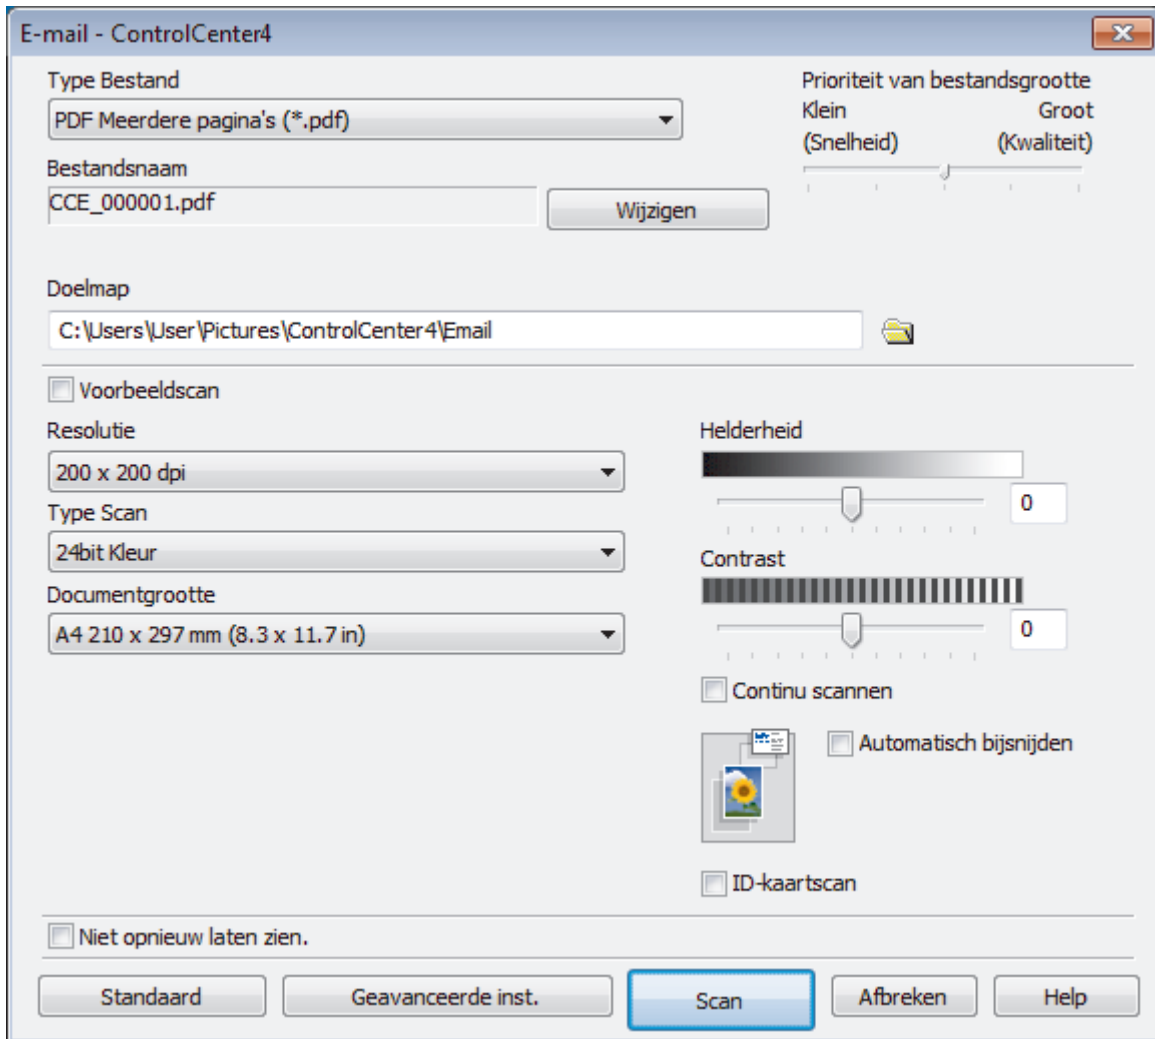 E-mail - ControlCenter4
Type Bestand
PDF Meerdere pagina's (*.pdf)
Prioriteit van bestandsgrootte
Klein Groot
(Snelheid) (Kwaliteit)
Bestandsnaam
CCE_000001.pdf
Wijzigen
Doelmap
C:\Users\User\Pictures\ControlCenter4\Email
Voorbeeldscan
Resolutie
200 x 200 dpi
Type Scan
24bit Kleur
Documentgrootte
A4 210 x 297 mm (8.3 x 11.7 in)
Helderheid
0
Contrast
0
Continu scannen
Automatisch bijsnijden
ID-kaartscan
Niet opnieuw laten zien.
Standaard Geavanceerde inst. Scan Afbreken Help